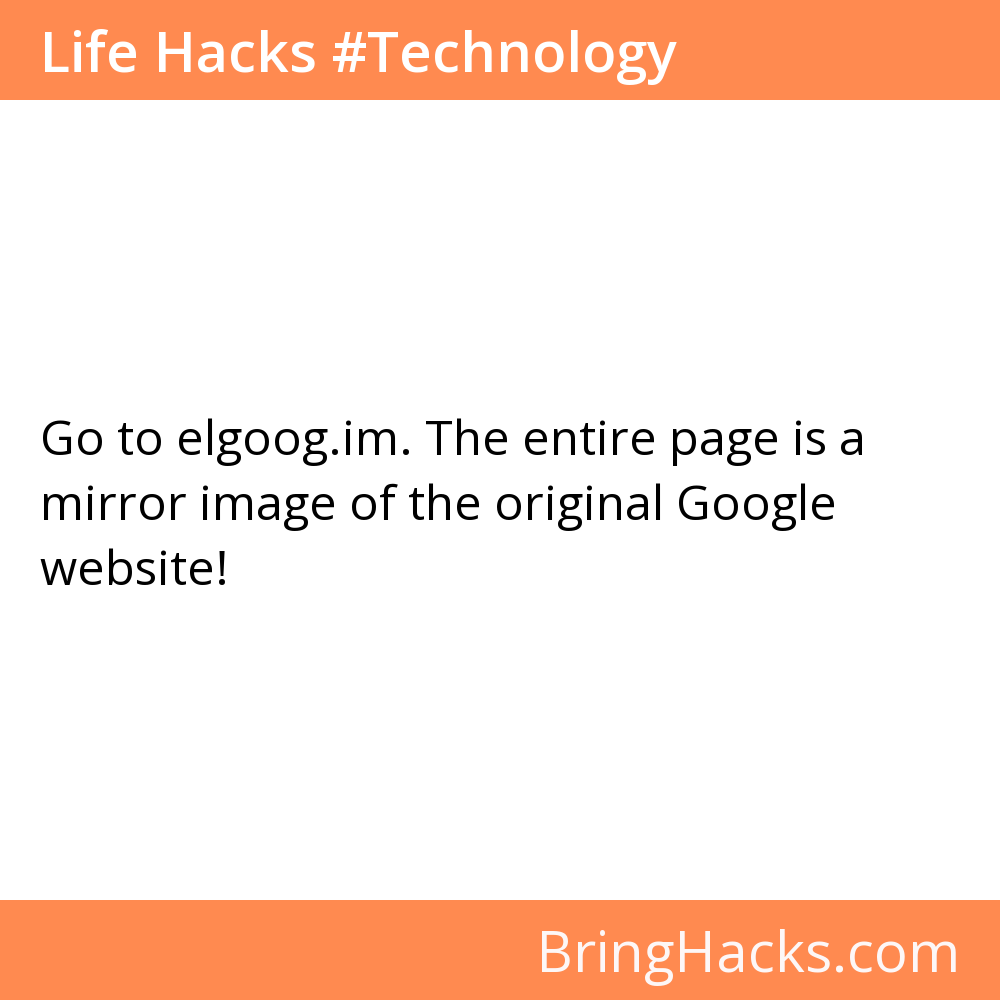 Life Hacks #Technology
Go to elgoog.im. The entire page is a
mirror image of the original Google
website!
BringHacks.com